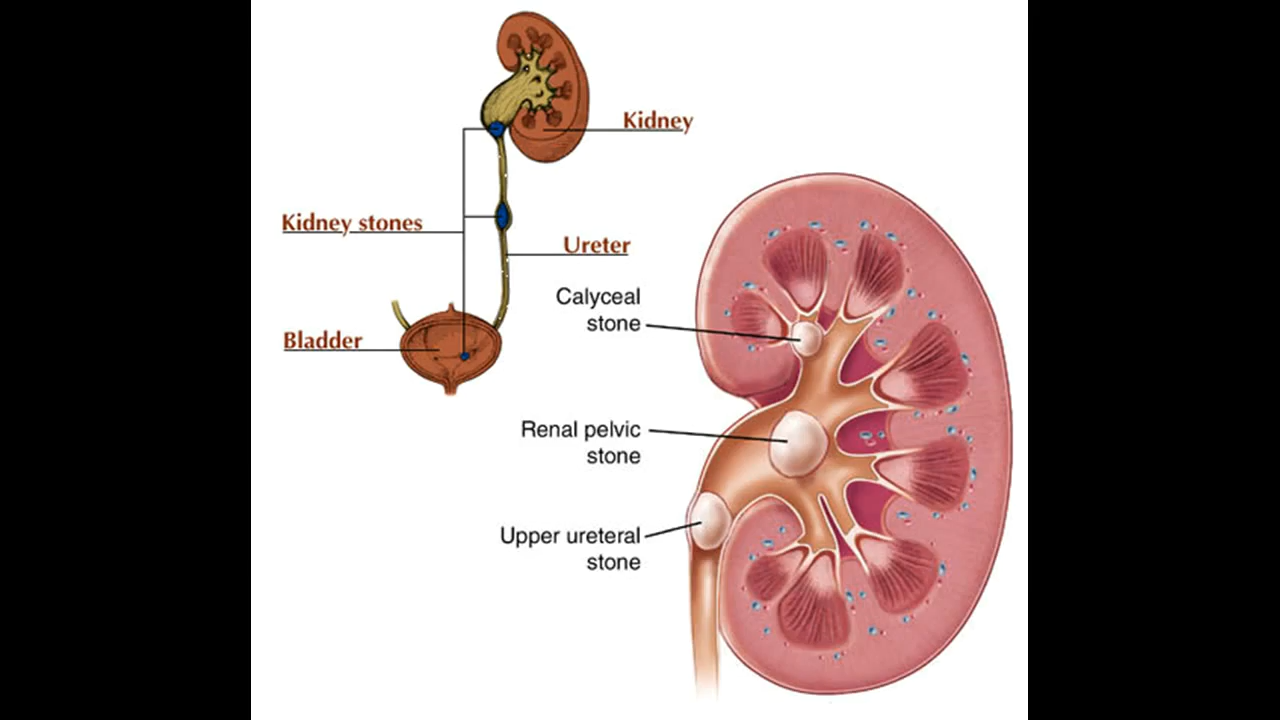 Kidney
Kidney stones
Ureter
Bladder
Calyceal
stone
Renal pelvic
stone
Upper ureteral
stone